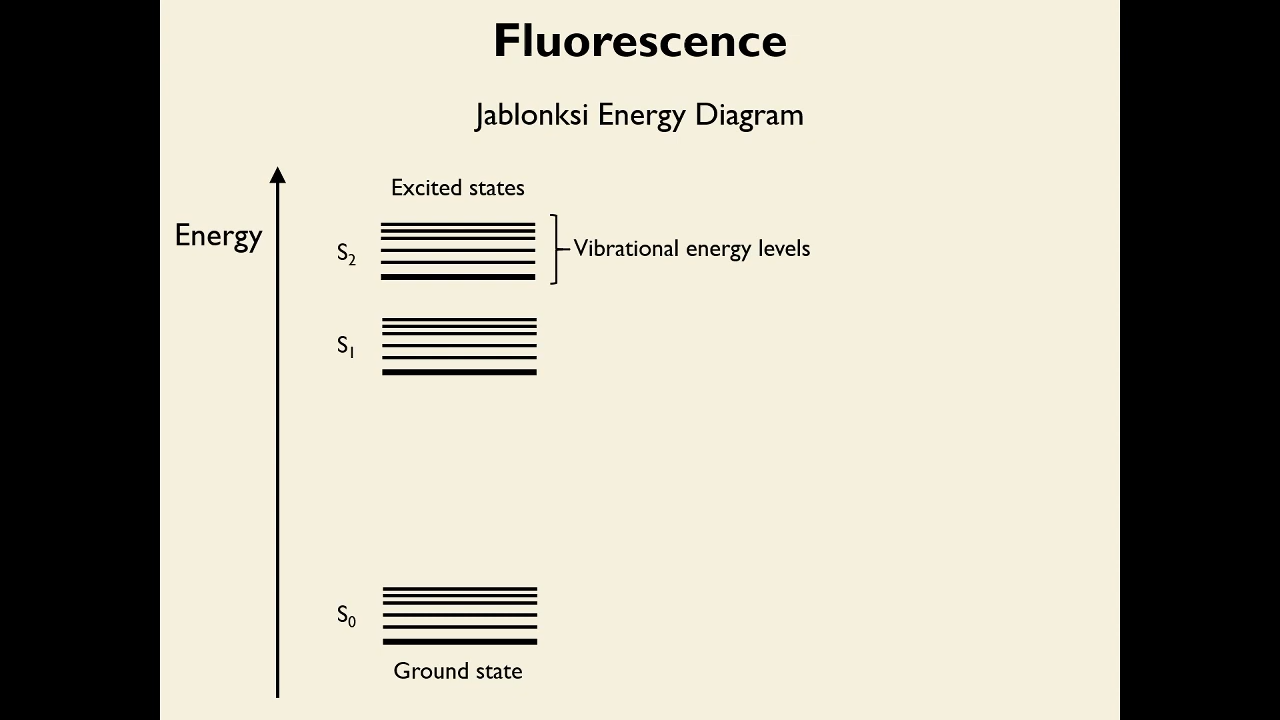 Fluorescence
Jablonksi Energy Diagram
Excited states
Energy
S2
Vibrational energy levels
S1
S0
Ground state